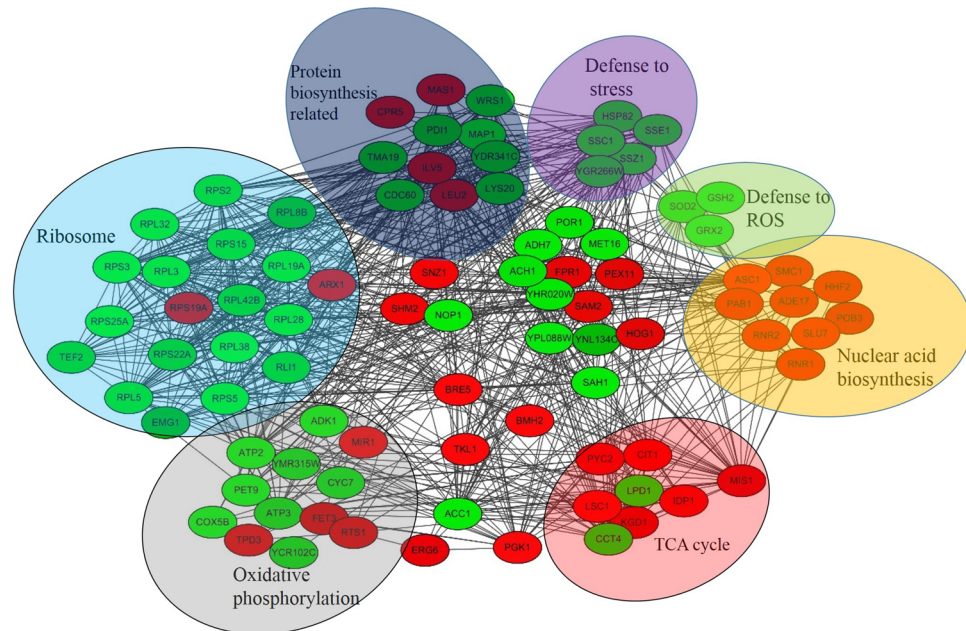 Protein
biosynthesis
related
MAS1
CPR5
WRS1
PDI1
MAP1
TMA19
YDR341C
ILV5
CDC60
LEU2
LYS20
Defense to
stress
HSP82
SSE1
SSC1
SSZ1
YGR266W
Defense to
ROS
GSH2
SOD2
GRX2
Ribosome
RPS2
RPL8B
RPL32
RPS15
RPS3
RPL3
RPL19A
ARX1
RPS19A
RPL42B
RPS25A
RPL28
TEF2
RPS22A
RPL38
RLI1
RPL5
RPS5
EMG1
POR1
ADH7
MET16
SNZ1
ACH1
FPR1
PEX11
YHR020W
SHM2
NOP1
SAM2
HOG1
YPL088W
YNL134C
SAH1
BRE5
BMH2
TKL1
ACC1
ERG6
PGK1
ASC1
SMC1
HHF2
PAB1
ADE17
POB3
RNR2
SLU7
RNR1
Nuclear acid
biosynthesis
ADK1
MIR1
ATP2
YMR315W
CYC7
PET9
COX5B
ATP3
FET3
RTS1
TPD3
YCR102C
Oxidative
phosphorylation
PYC2
CIT1
MIS1
LPD1
IDP1
LSC1
KGD1
CCT4
TCA cycle